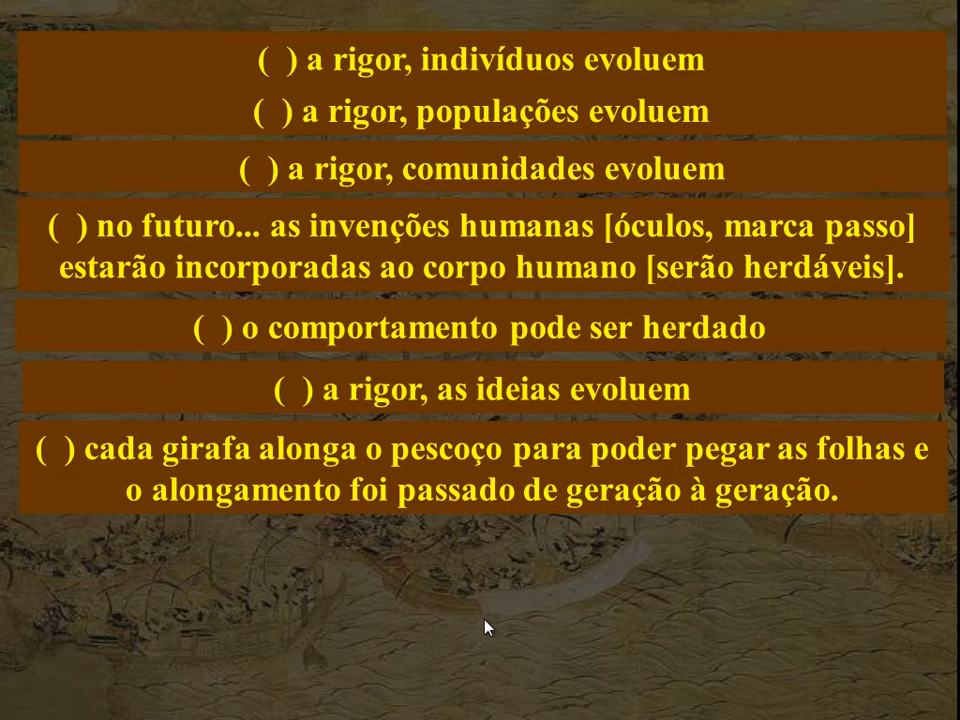 ( ) a rigor, indivíduos evoluem
( ) a rigor, populações evoluem
( ) a rigor, comunidades evoluem
( ) no futuro... as invenções humanas [óculos, marca passo]
estarão incorporadas ao corpo humano [serão herdáveis].
( ) o comportamento pode ser herdado
( ) a rigor, as ideias evoluem
( ) cada girafa alonga o pescoço para poder pegar as folhas e
o alongamento foi passado de geração à geração.